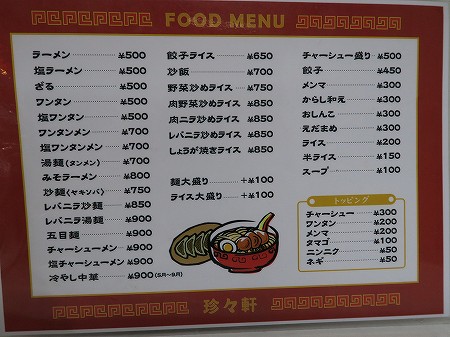 FOOD MENU
ラーメン ¥500
塩ラーメン ¥500
ざる ¥500
ワンタン ¥500
塩ワンタン ¥500
ワンタンメン ¥700
塩ワンタンメン ¥700
湯麺(タンメン) ¥700
みそラーメン ¥800
炒麺(ヤキソバ) ¥750
レバニラ炒麺 ¥850
レバニラ湯麺 ¥900
五目麺 ¥900
チャーシューメン ¥900
塩チャーシューメン ¥900
冷やし中華 ¥900(5月〜9月)
餃子ライス ¥650
炒飯 ¥700
野菜炒めライス ¥750
肉野菜炒めライス ¥850
肉ニラ炒めライス ¥850
レバニラ炒めライス ¥850
しょうが焼きライス ¥850
麺大盛り +¥100
ライス大盛り +¥100
チャーシュー盛り ¥500
餃子 ¥450
メンマ ¥300
からし和え ¥300
おしんこ ¥300
えだまめ ¥300
ライス ¥200
半ライス ¥150
スープ ¥100
トッピング
チャーシュー ¥300
ワンタン ¥200
メンマ ¥200
タマゴ ¥100
ニンニク ¥50
ネギ ¥50
珍々軒